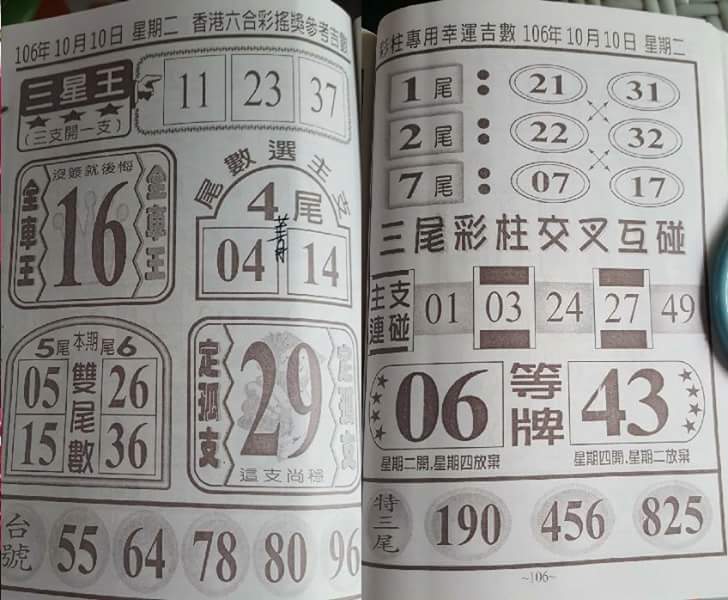 106年10月10日 星期二 香港六合彩搖獎參考吉數
三星王
(三支開一支)
11 23 37
沒簽就後悔
全車王 16 全車王
尾數選主支
4尾
04 14
5尾 本期 尾6
雙尾數
05 26
15 36
定孤支 29 定孤支
這支尚穩
台號 55 64 78 80 96
彩柱專用幸運吉數 106年10月10日 星期二
1尾 : 21 31
2尾 : 22 32
7尾 : 07 17
三尾彩柱交叉互碰
主支連碰 01 03 24 27 49
06 等牌 43
星期二開.星期四放棄 星期四開.星期二放棄
特三尾 190 456 825
~106~